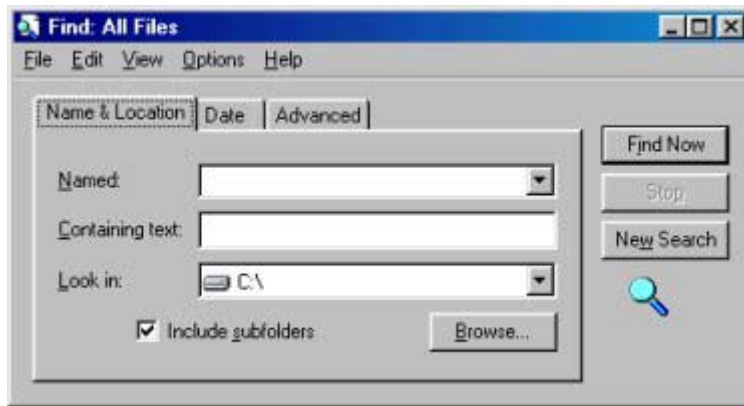 Find: All Files
File Edit View Options Help
Name & Location Date Advanced
Find Now
Named:
Stop
Containing text:
New Search
Look in: C:\
Include subfolders Browse...